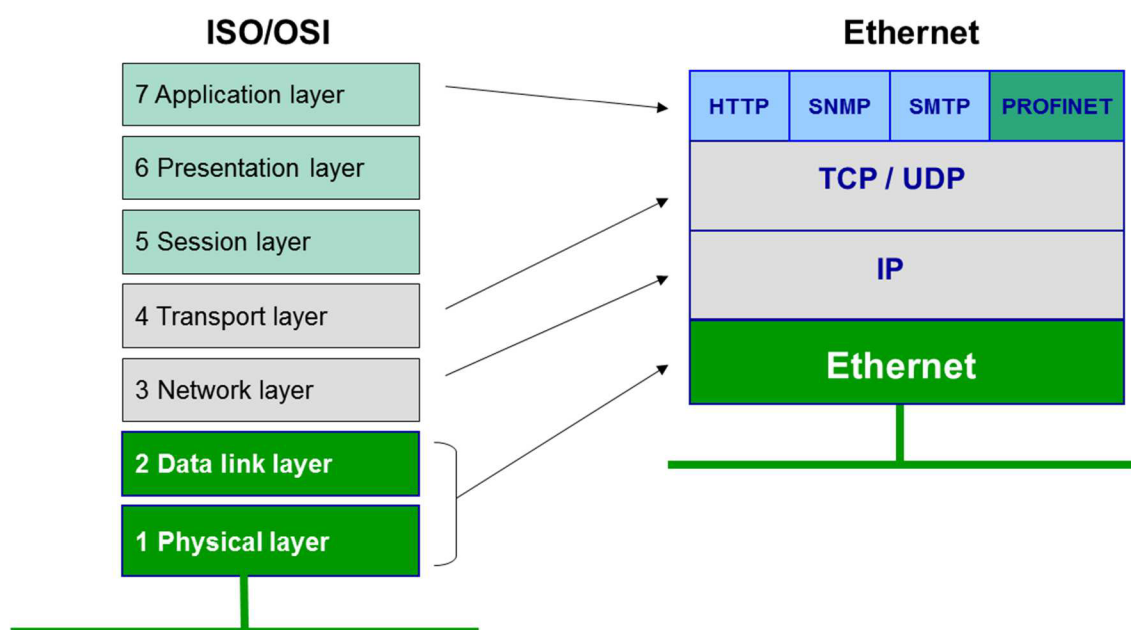 ISO/OSI
7 Application layer
6 Presentation layer
5 Session layer
4 Transport layer
3 Network layer
2 Data link layer
1 Physical layer
Ethernet
HTTP
SNMP
SMTP
PROFINET
TCP / UDP
IP
Ethernet